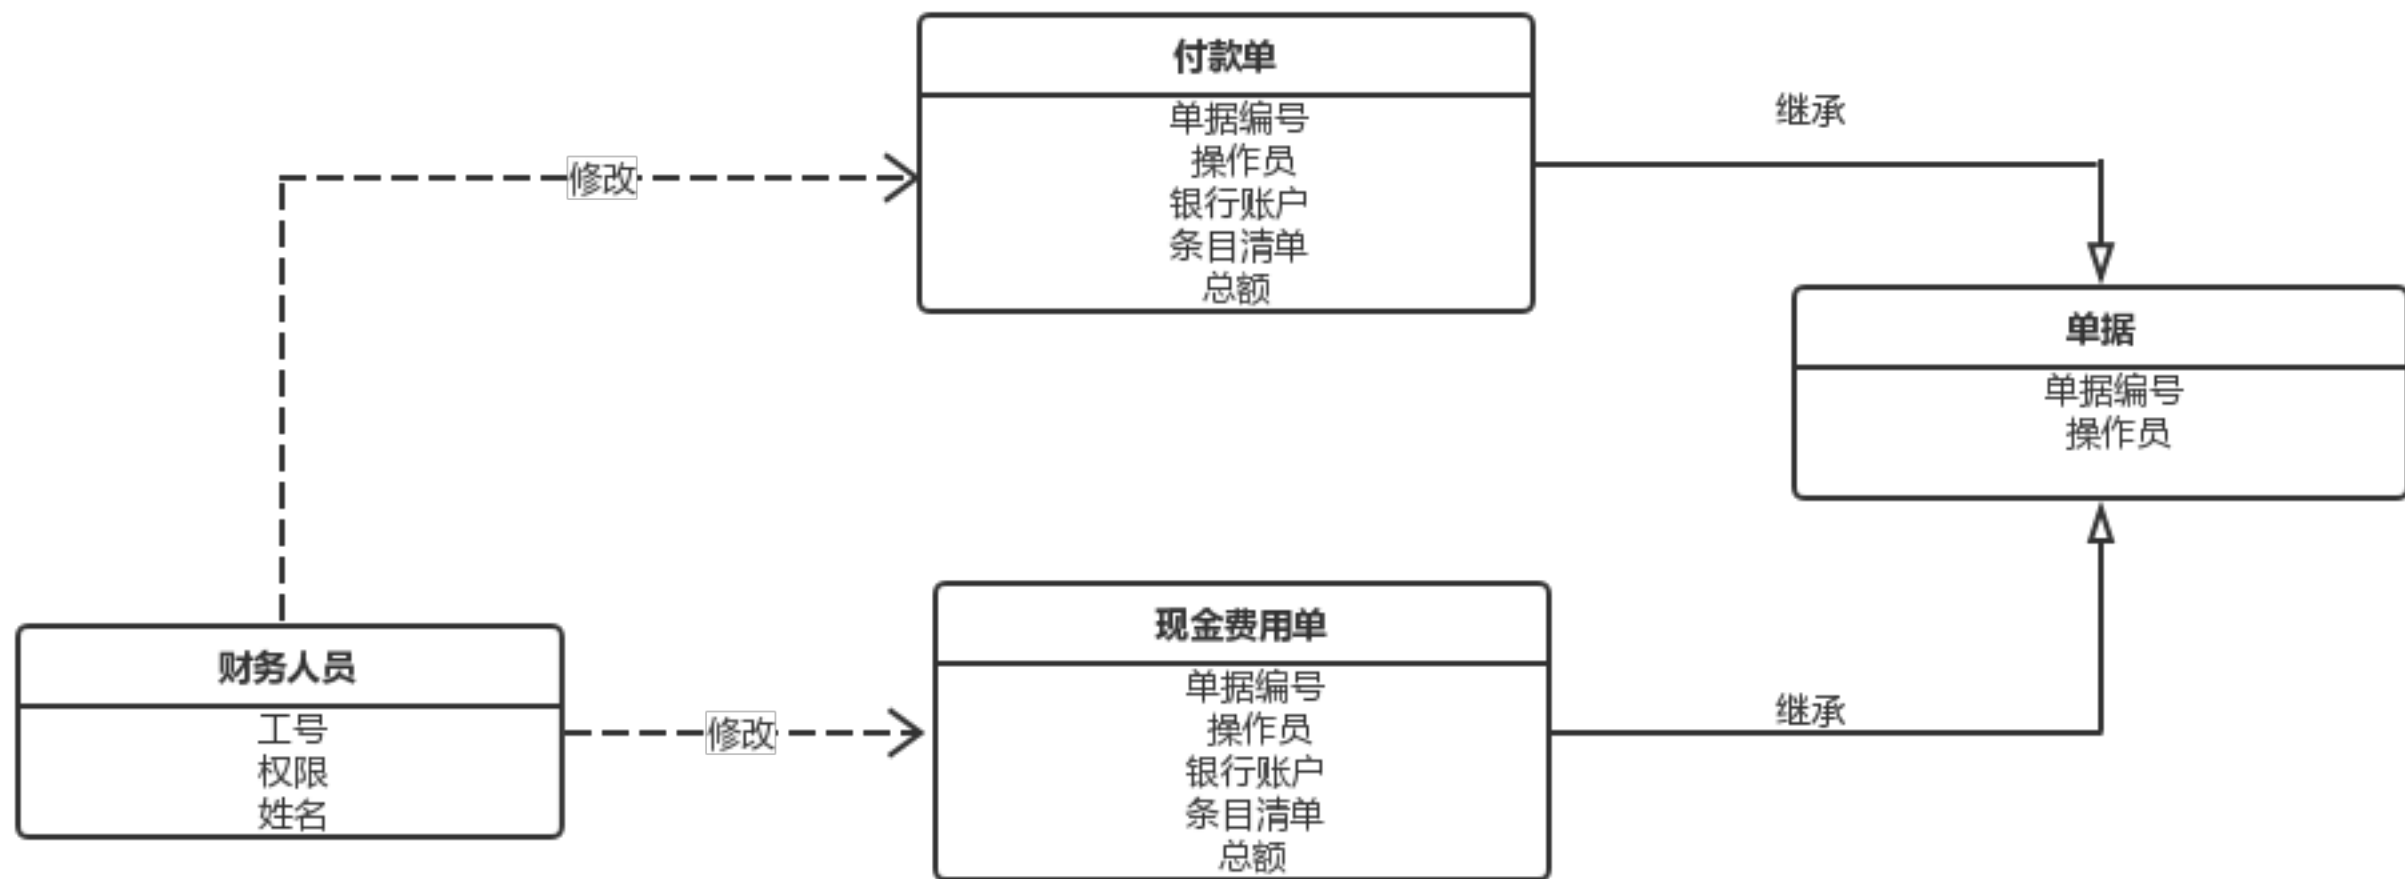 付款单
单据编号
操作员
银行账户
条目清单
总额
继承
修改
单据
单据编号
操作员
财务人员
工号
权限
姓名
修改
现金费用单
单据编号
操作员
银行账户
条目清单
总额
继承